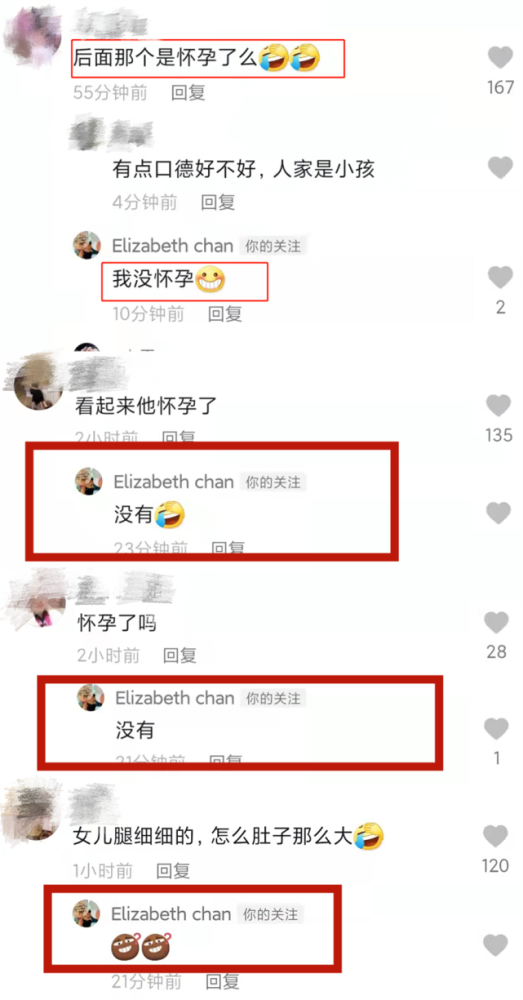 后面那个是怀孕了么🤣🤣
55分钟前 回复
167
有点口德好不好，人家是小孩
4分钟前 回复
Elizabeth chan 你的关注
我没怀孕😁
10分钟前 回复
2
看起来他怀孕了
2小时前 回复
135
Elizabeth chan 你的关注
没有🤣
23分钟前 回复
怀孕了吗
2小时前 回复
28
Elizabeth chan 你的关注
没有
21分钟前 回复
1
女儿腿细细的，怎么肚子那么大🤣
1小时前 回复
120
Elizabeth chan 你的关注
21分钟前 回复